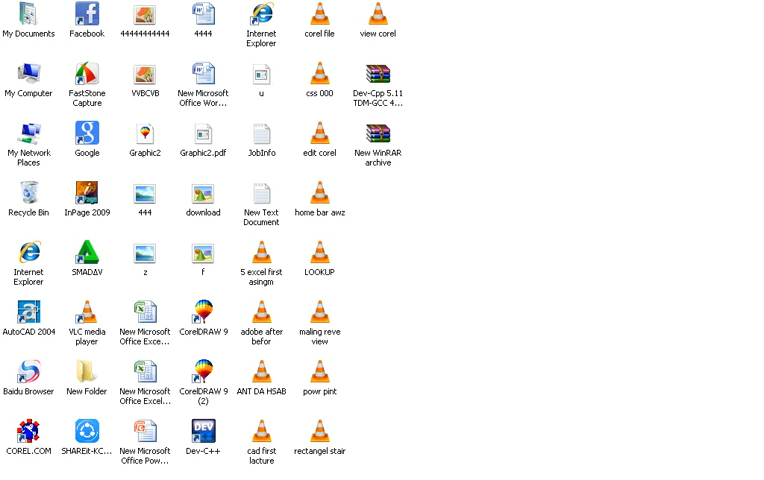 My Documents
Facebook
44444444444
4444
Internet
Explorer
corel file
view corel
My Computer
FastStone
Capture
VVBCVB
New Microsoft
Office Wor...
u
css 000
Dev-Cpp 5.11
TDM-GCC 4...
My Network
Places
Google
Graphic2
Graphic2.pdf
JobInfo
edit corel
New WinRAR
archive
Recycle Bin
InPage 2009
444
download
New Text
Document
home bar awz
Internet
Explorer
SMADΔV
z
f
5 excel first
asingm
LOOKUP
AutoCAD 2004
VLC media
player
New Microsoft
Office Exce...
CorelDRAW 9
adobe after
befor
maling reve
view
Baidu Browser
New Folder
New Microsoft
Office Excel...
CorelDRAW 9
(2)
ANT DA HSAB
powr pint
COREL.COM
SHAREit-KC...
New Microsoft
Office Pow...
DEV
Dev-C++
cad first
lacture
rectangel stair